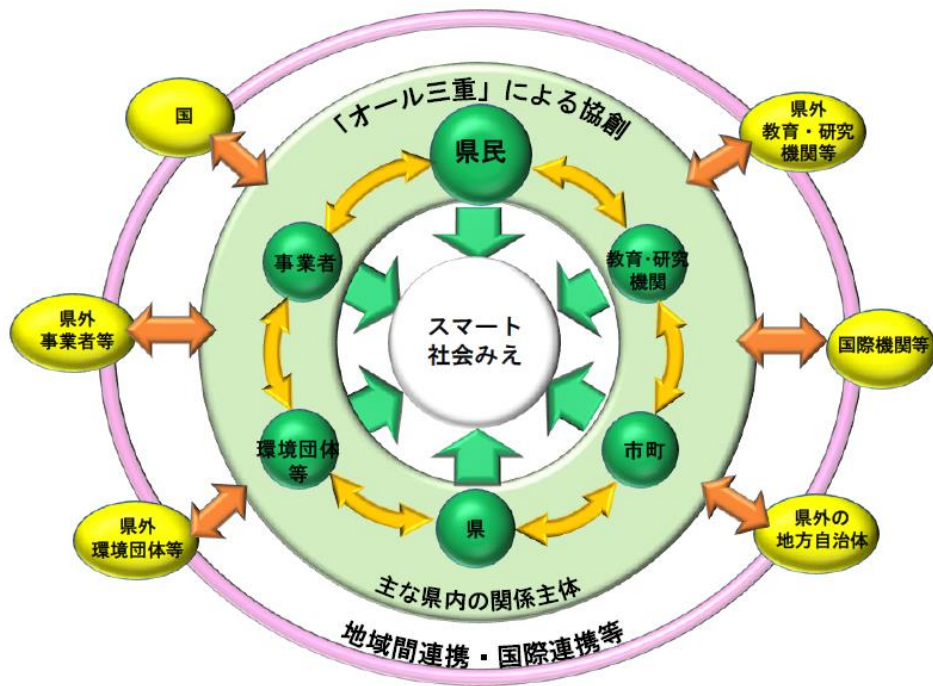 「オール三重」による協創
国
県外
教育・研究
機関等
県民
事業者
教育・研究
機関
県外
事業者等
スマート
社会みえ
国際機関等
環境団体
等
市町
県外
環境団体等
県
県外の
地方自治体
主な県内の関係主体
地域間連携・国際連携等